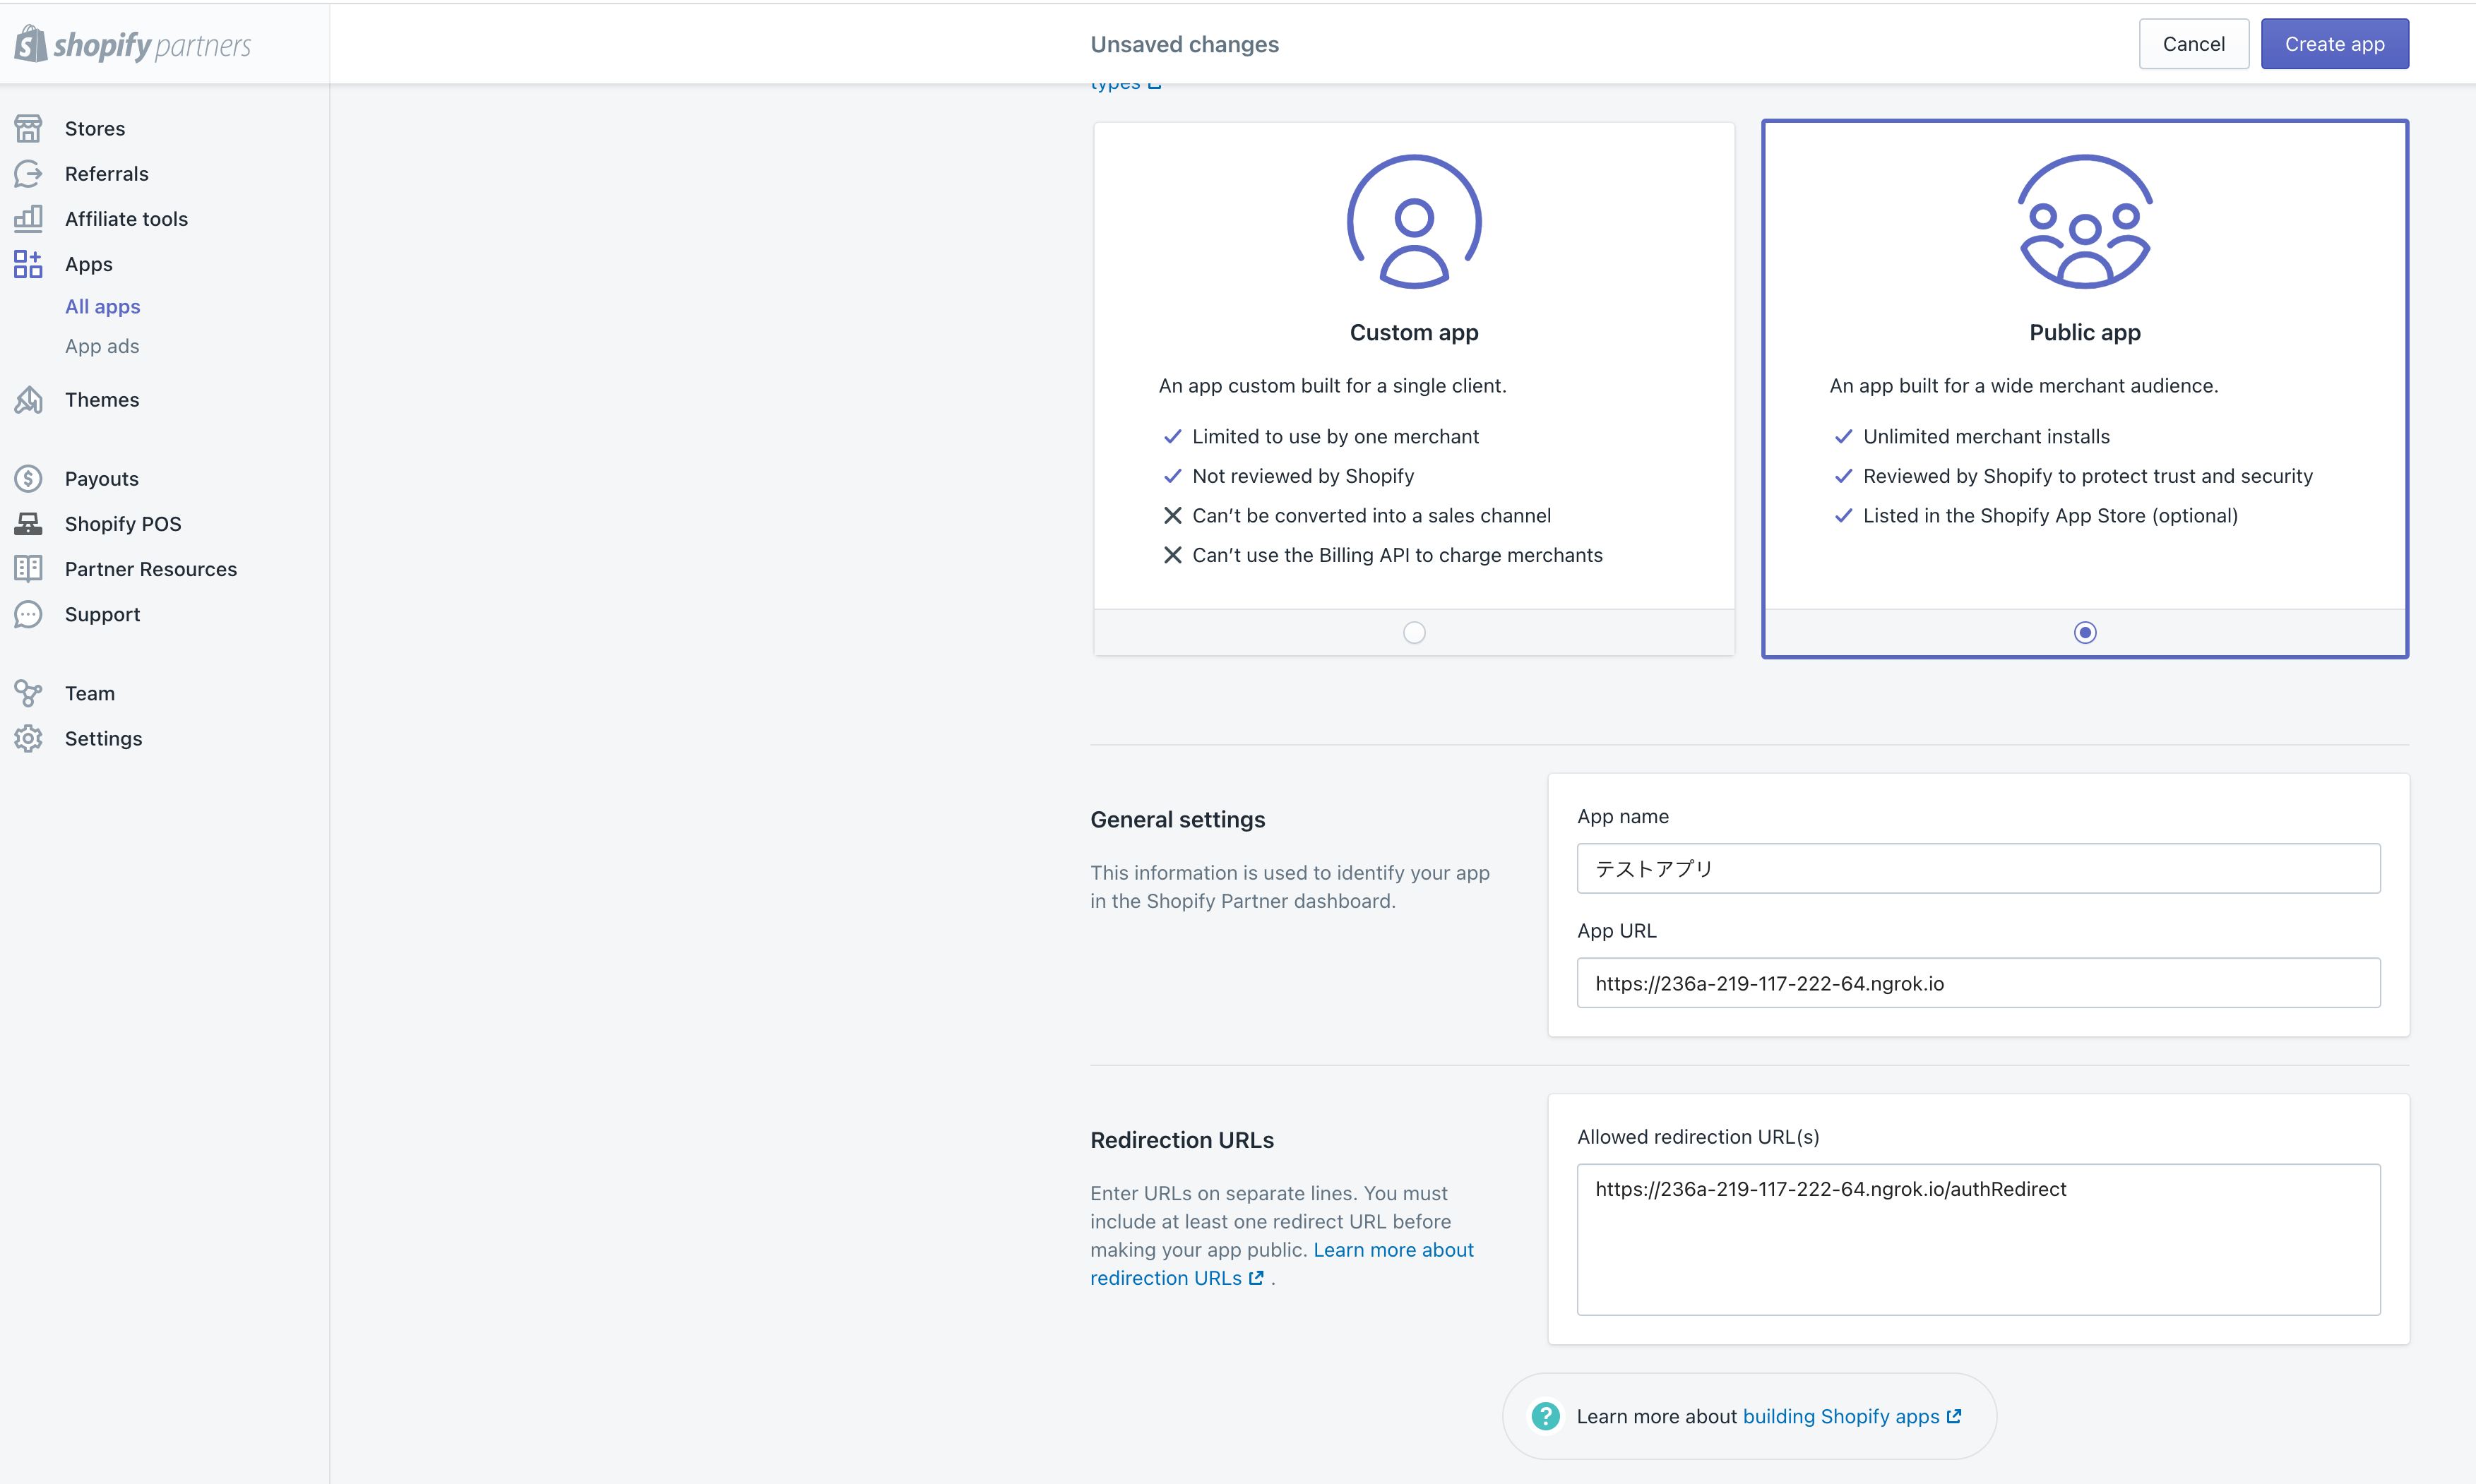 shopify partners
Unsaved changes
Cancel
Create app
types
Stores
Referrals
Affiliate tools
Apps
All apps
App ads
Themes
Payouts
Shopify POS
Partner Resources
Support
Team
Settings
Custom app
An app custom built for a single client.
Limited to use by one merchant
Not reviewed by Shopify
Can’t be converted into a sales channel
Can’t use the Billing API to charge merchants
Public app
An app built for a wide merchant audience.
Unlimited merchant installs
Reviewed by Shopify to protect trust and security
Listed in the Shopify App Store (optional)
General settings
This information is used to identify your app
in the Shopify Partner dashboard.
App name
テストアプリ
App URL
https://236a-219-117-222-64.ngrok.io
Redirection URLs
Enter URLs on separate lines. You must
include at least one redirect URL before
making your app public. Learn more about
redirection URLs .
Allowed redirection URL(s)
https://236a-219-117-222-64.ngrok.io/authRedirect
? Learn more about building Shopify apps